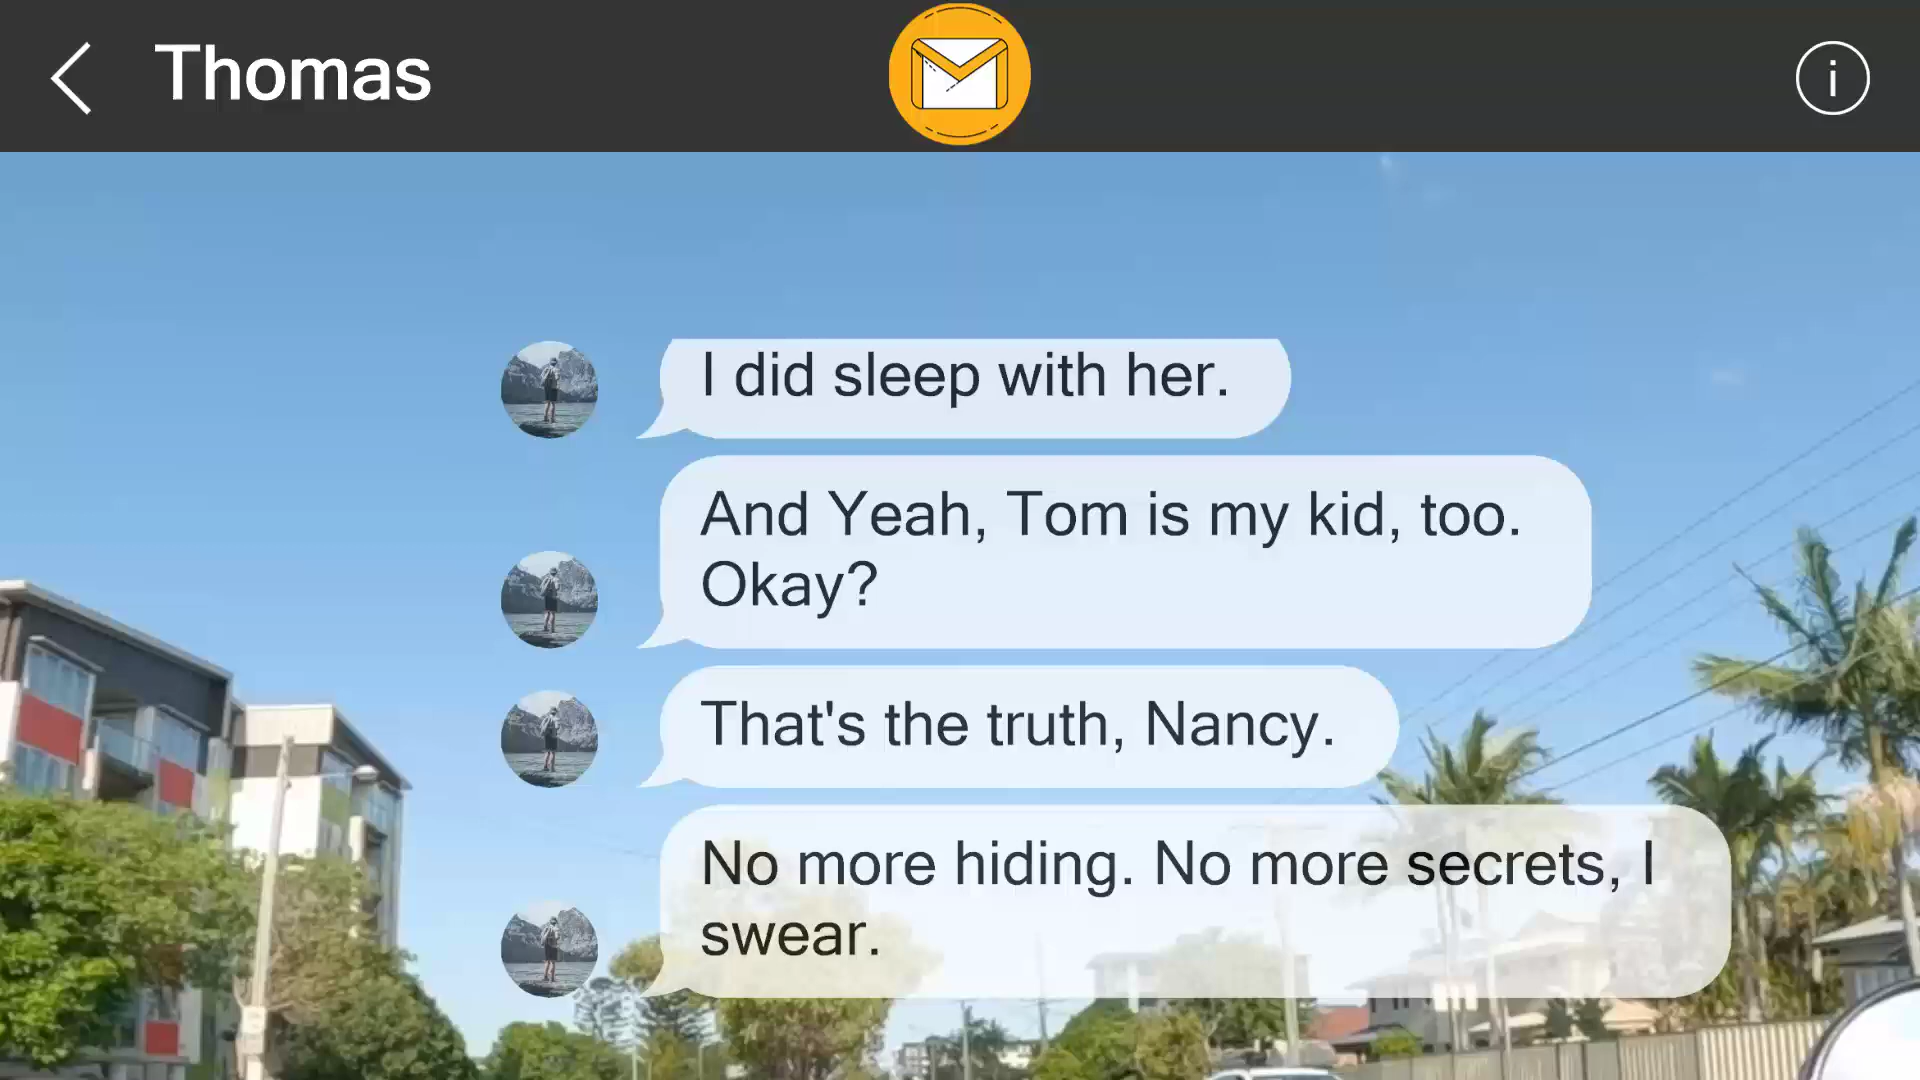 Thomas
i
I did sleep with her.
And Yeah, Tom is my kid, too.
Okay?
That's the truth, Nancy.
No more hiding. No more secrets, I
swear.